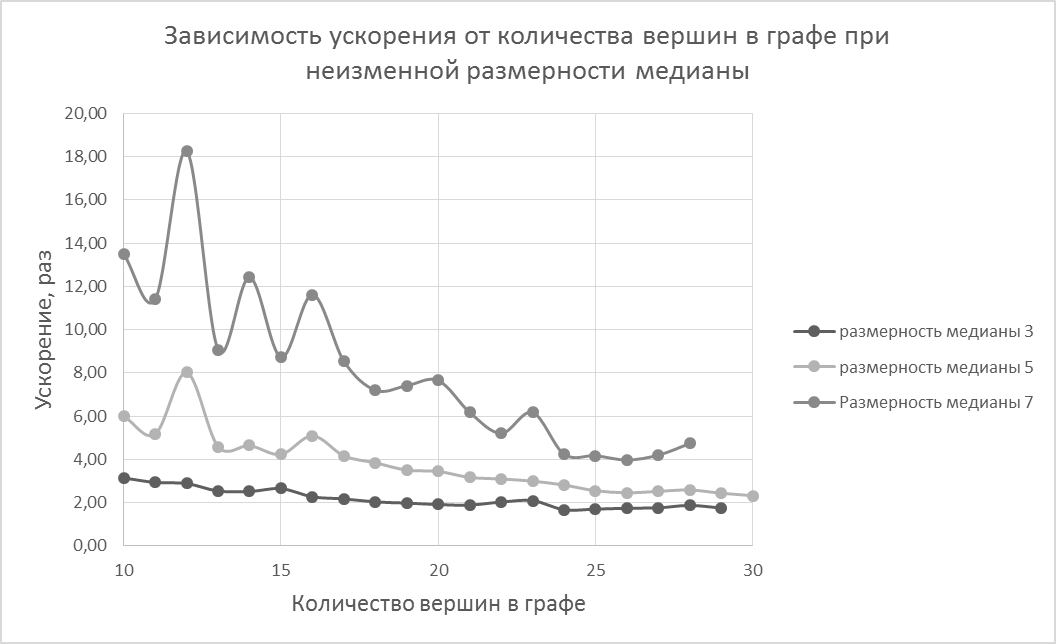 Зависимость ускорения от количества вершин в графе при
неизменной размерности медианы
20,00
18,00
16,00
14,00
12,00
10,00
8,00
6,00
4,00
2,00
0,00
Ускорение, раз
10 15 20 25 30
Количество вершин в графе
размерность медианы 3
размерность медианы 5
Размерность медианы 7